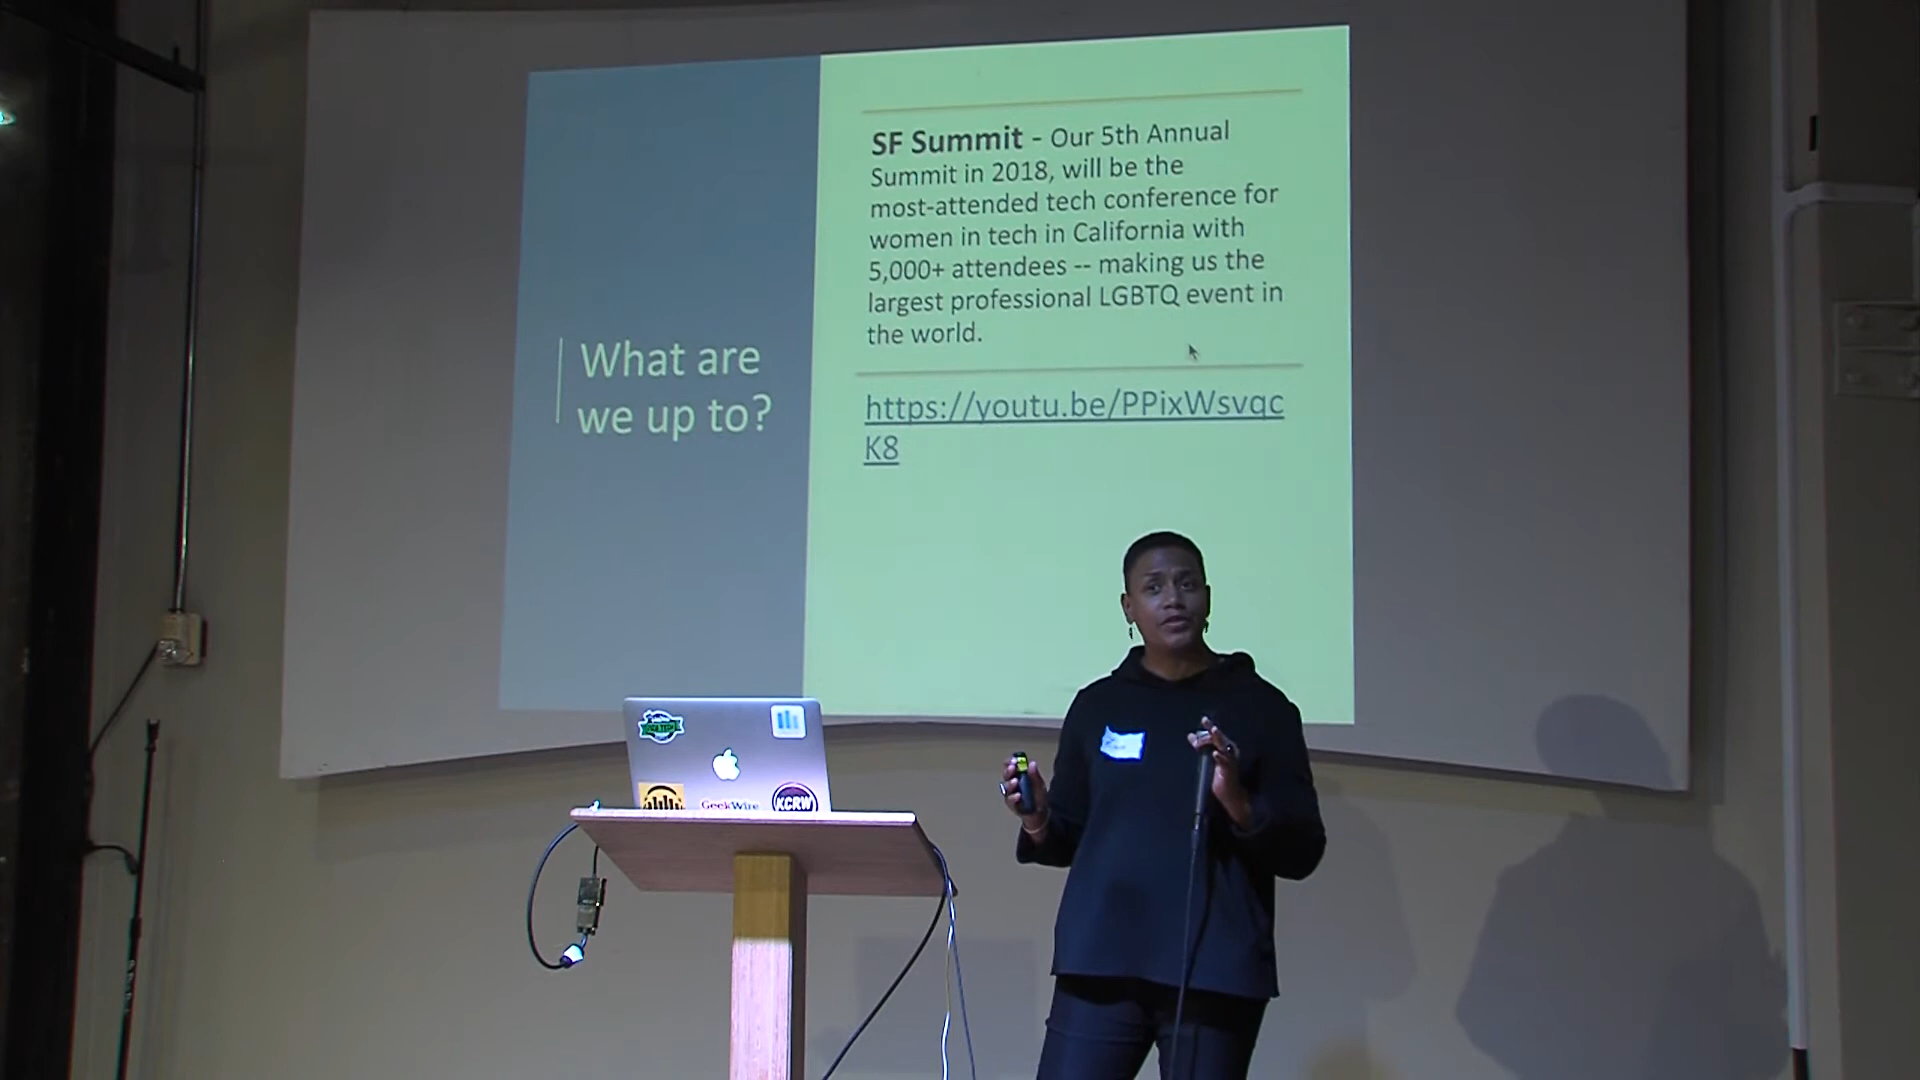 What are
we up to?
SF Summit - Our 5th Annual
Summit in 2018, will be the
most-attended tech conference for
women in tech in California with
5,000+ attendees -- making us the
largest professional LGBTQ event in
the world.
https://youtu.be/PPixWsvqc
K8
GeekWire
KCRW